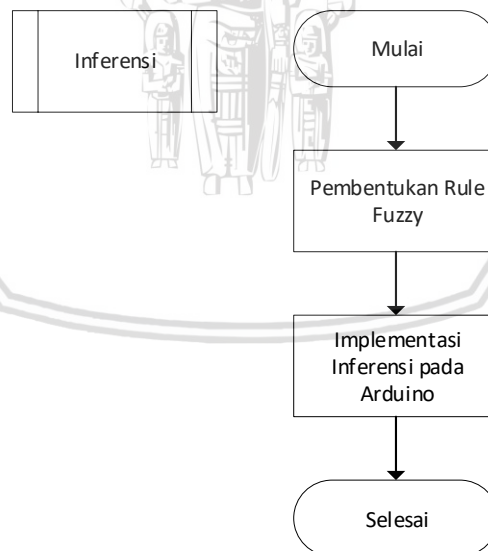 Inferensi
Mulai
Pembentukan Rule
Fuzzy
Implementasi
Inferensi pada
Arduino
Selesai